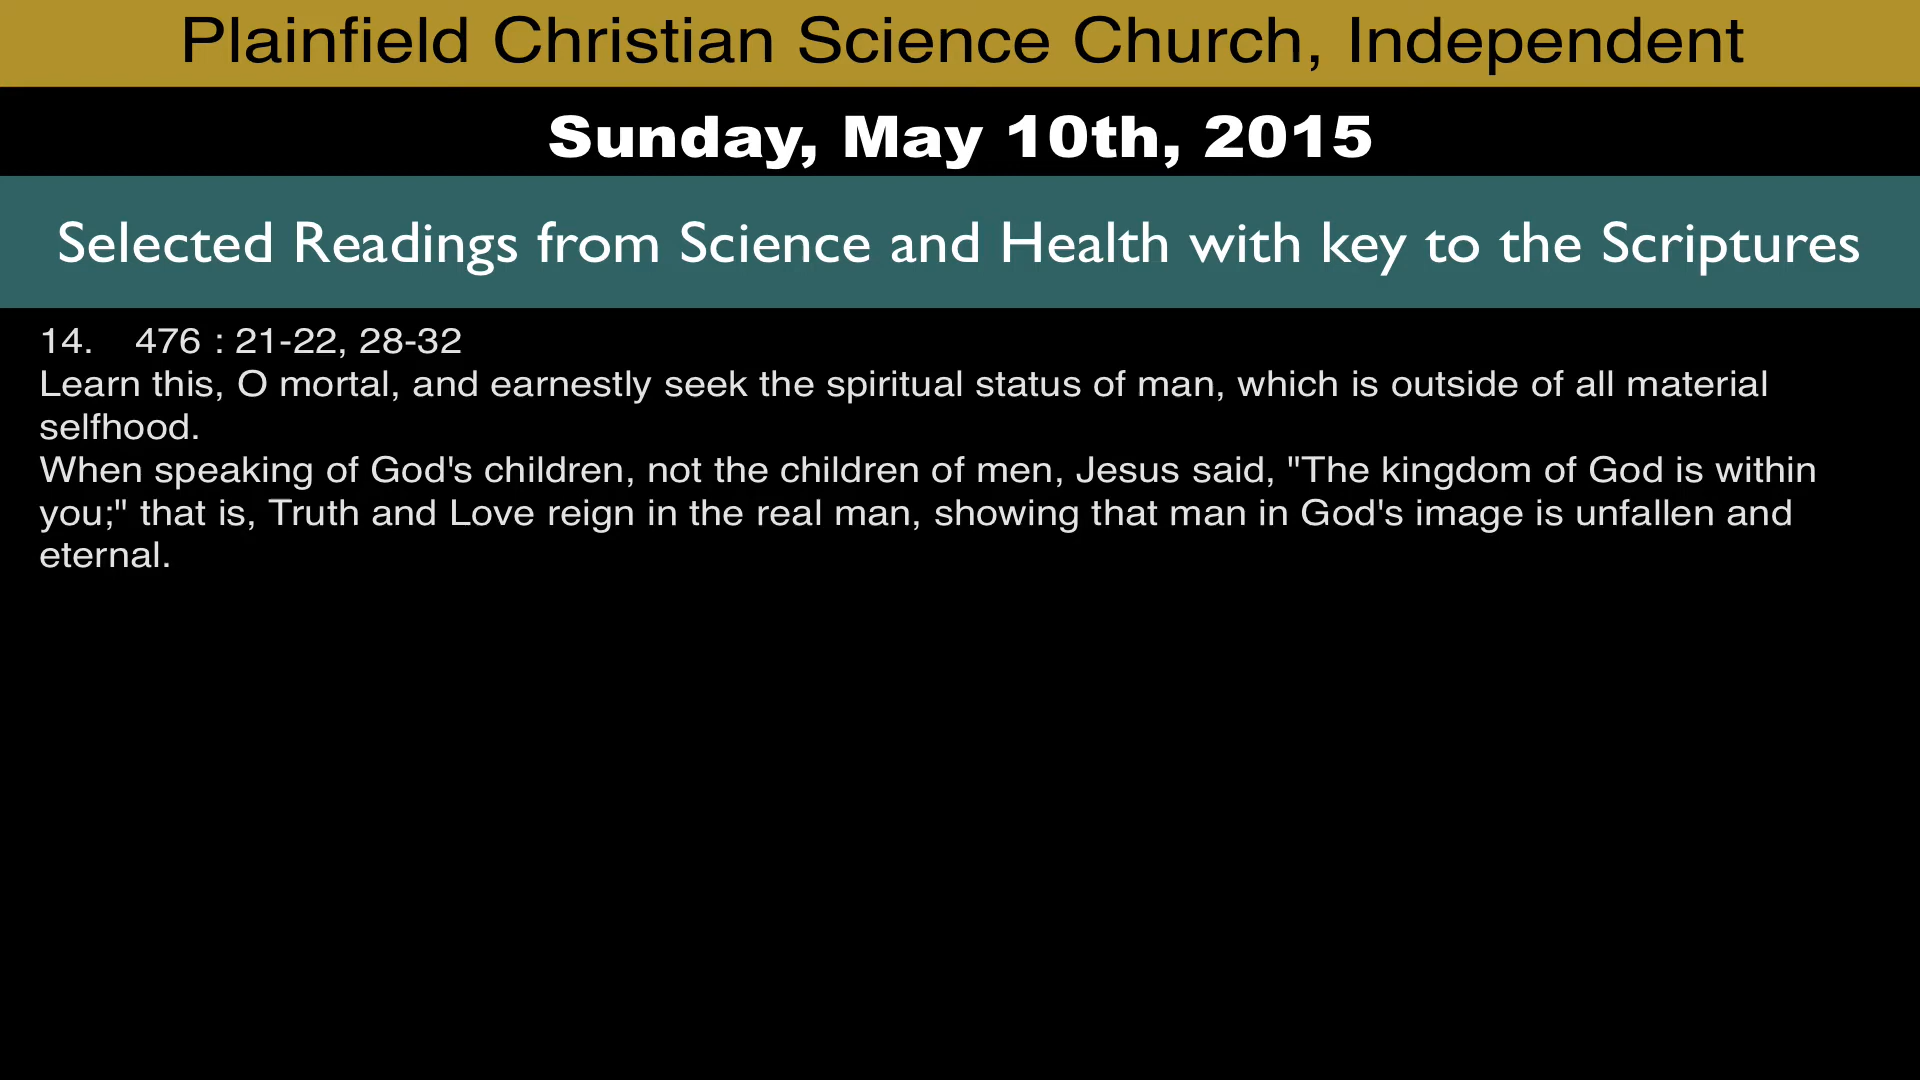 Plainfield Christian Science Church, Independent
Sunday, May 10th, 2015
Selected Readings from Science and Health with key to the Scriptures
14. 476 : 21-22, 28-32
Learn this, O mortal, and earnestly seek the spiritual status of man, which is outside of all material
selfhood.
When speaking of God's children, not the children of men, Jesus said, "The kingdom of God is within
you;" that is, Truth and Love reign in the real man, showing that man in God's image is unfallen and
eternal.